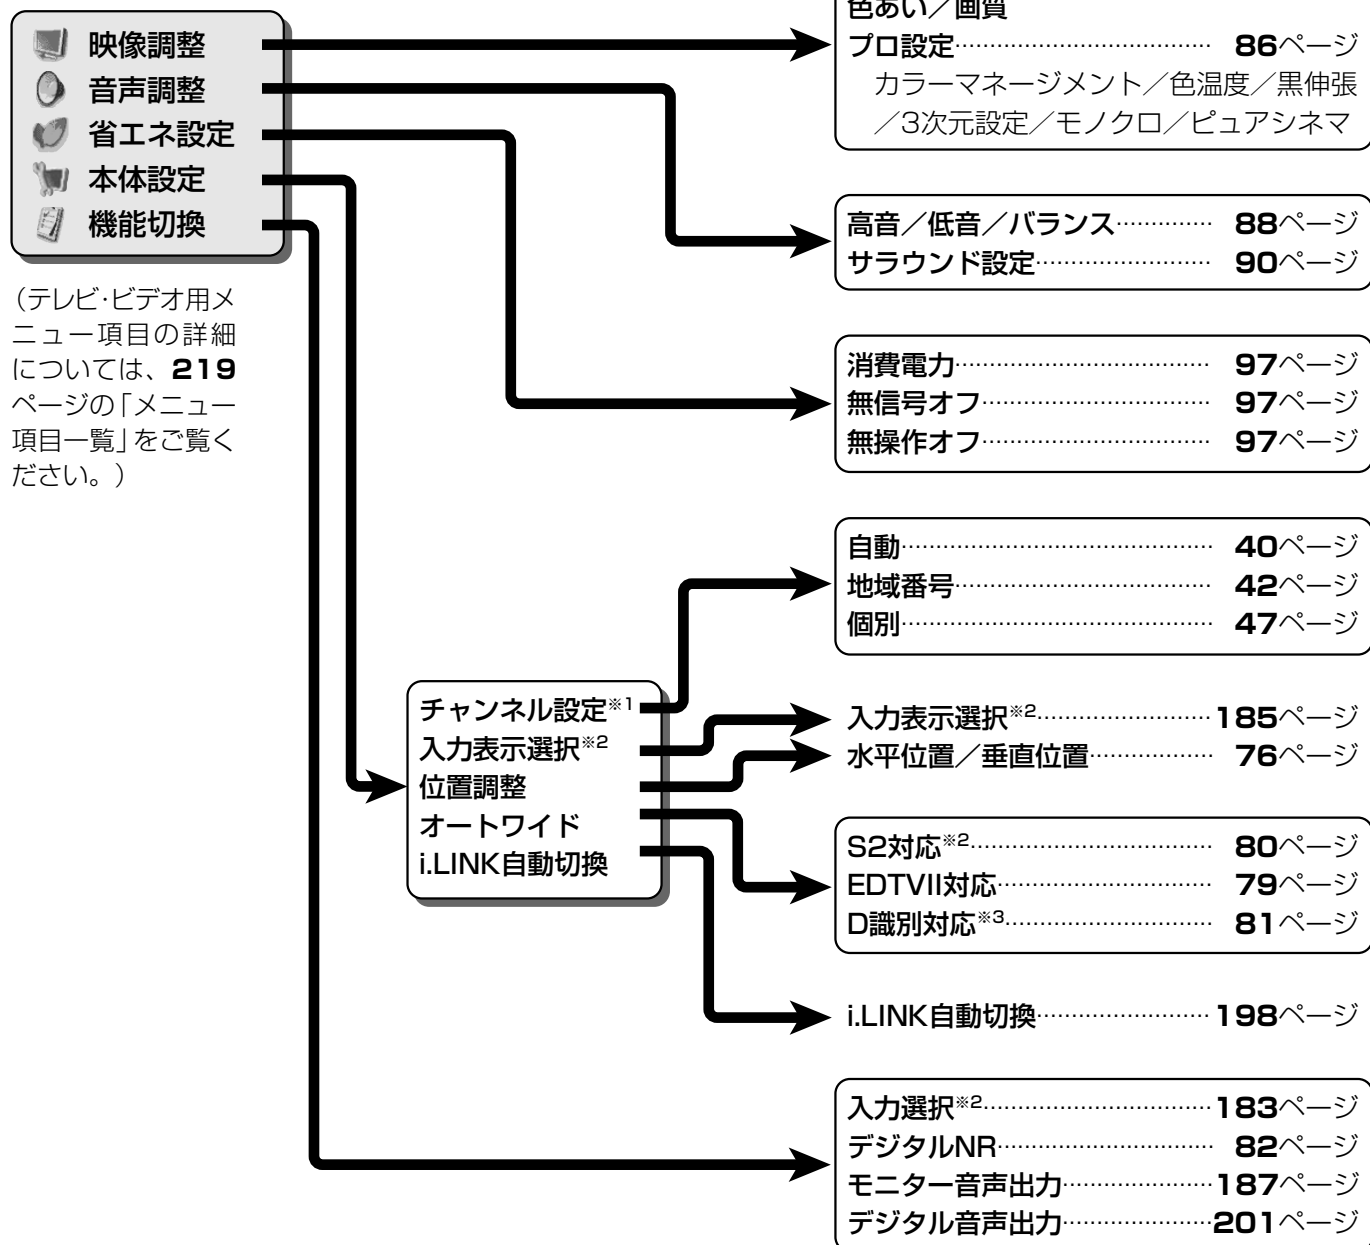 映像調整
音声調整
省エネ設定
本体設定
機能切換
(テレビ･ビデオ用メ
ニュー項目の詳細
については、219
ページの「メニュー
項目一覧」をご覧く
ださい。)
色あい／画質
プロ設定…………………………… 86ページ
カラーマネージメント／色温度／黒伸張
／3次元設定／モノクロ／ピュアシネマ
高音／低音／バランス………… 88ページ
サラウンド設定………………… 90ページ
消費電力…………………………… 97ページ
無信号オフ………………………… 97ページ
無操作オフ………………………… 97ページ
チャンネル設定※1
入力表示選択※2
位置調整
オートワイド
i.LINK自動切換
自動………………………………… 40ページ
地域番号…………………………… 42ページ
個別………………………………… 47ページ
入力表示選択※2……………………185ページ
水平位置／垂直位置…………… 76ページ
S2対応※2………………………… 80ページ
EDTVII対応……………………… 79ページ
D識別対応※3……………………… 81ページ
i.LINK自動切換……………………198ページ
入力選択※2…………………………183ページ
デジタルNR……………………… 82ページ
モニター音声出力…………………187ページ
デジタル音声出力…………………201ページ